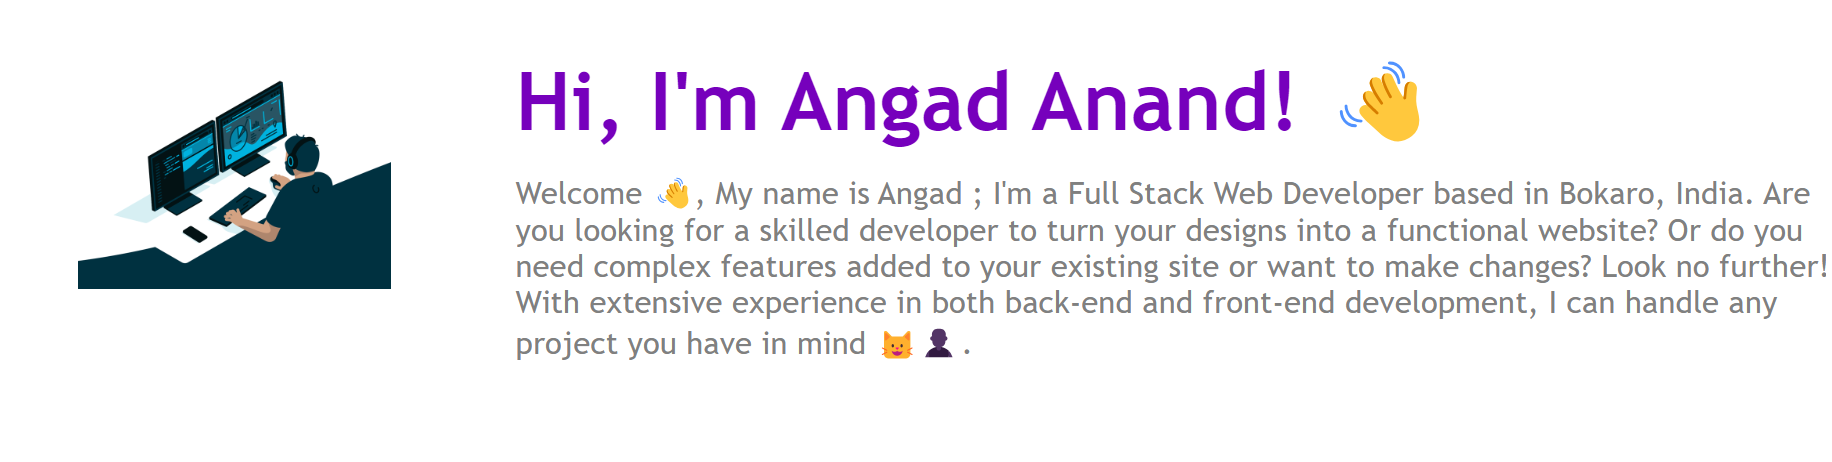 Hi, I'm Angad Anand! 👋
Welcome 👋, My name is Angad ; I'm a Full Stack Web Developer based in Bokaro, India. Are
you looking for a skilled developer to turn your designs into a functional website? Or do you
need complex features added to your existing site or want to make changes? Look no further!
With extensive experience in both back-end and front-end development, I can handle any
project you have in mind 😺👤.